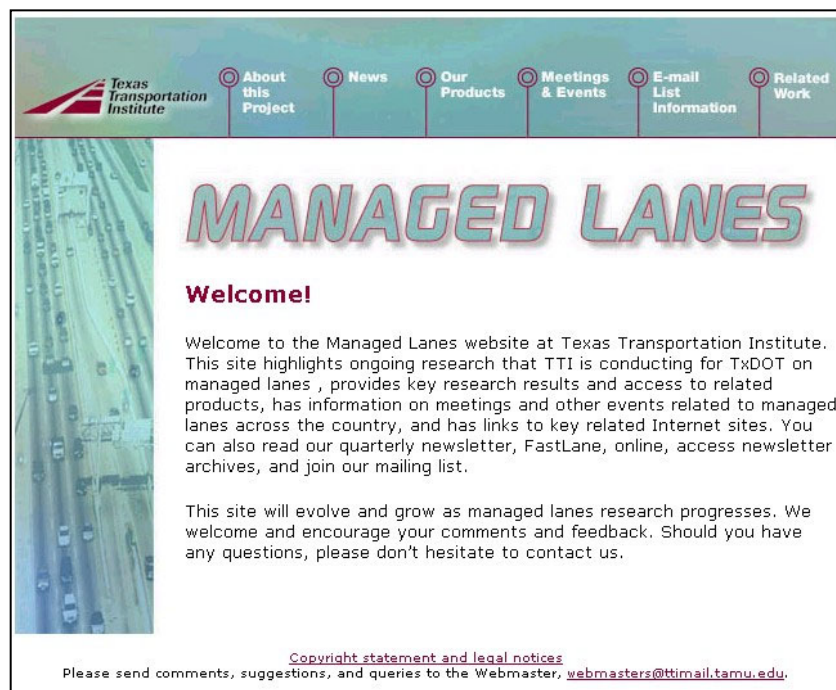 Texas
Transportation
Institute
About
this
Project
News
Our
Products
Meetings
& Events
E-mail
List
Information
Related
Work
MANAGED LANES
Welcome!
Welcome to the Managed Lanes website at Texas Transportation Institute.
This site highlights ongoing research that TTI is conducting for TxDOT on
managed lanes , provides key research results and access to related
products, has information on meetings and other events related to managed
lanes across the country, and has links to key related Internet sites. You
can also read our quarterly newsletter, FastLane, online, access newsletter
archives, and join our mailing list.
This site will evolve and grow as managed lanes research progresses. We
welcome and encourage your comments and feedback. Should you have
any questions, please don't hesitate to contact us.
Copyright statement and legal notices
Please send comments, suggestions, and queries to the Webmaster, webmasters@ttimail.tamu.edu.